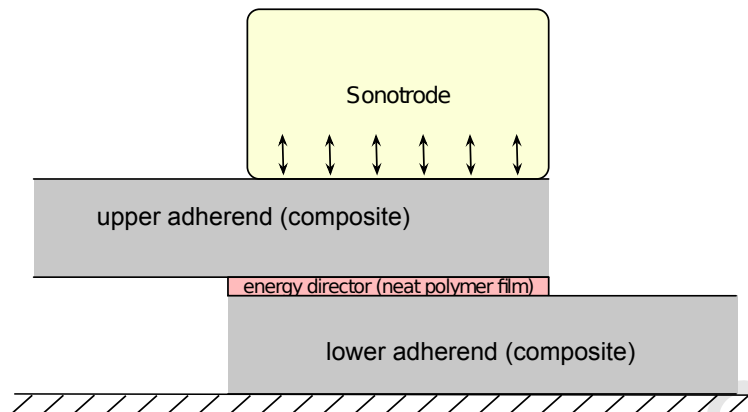 Sonotrode
upper adherend (composite)
energy director (neat polymer film)
lower adherend (composite)